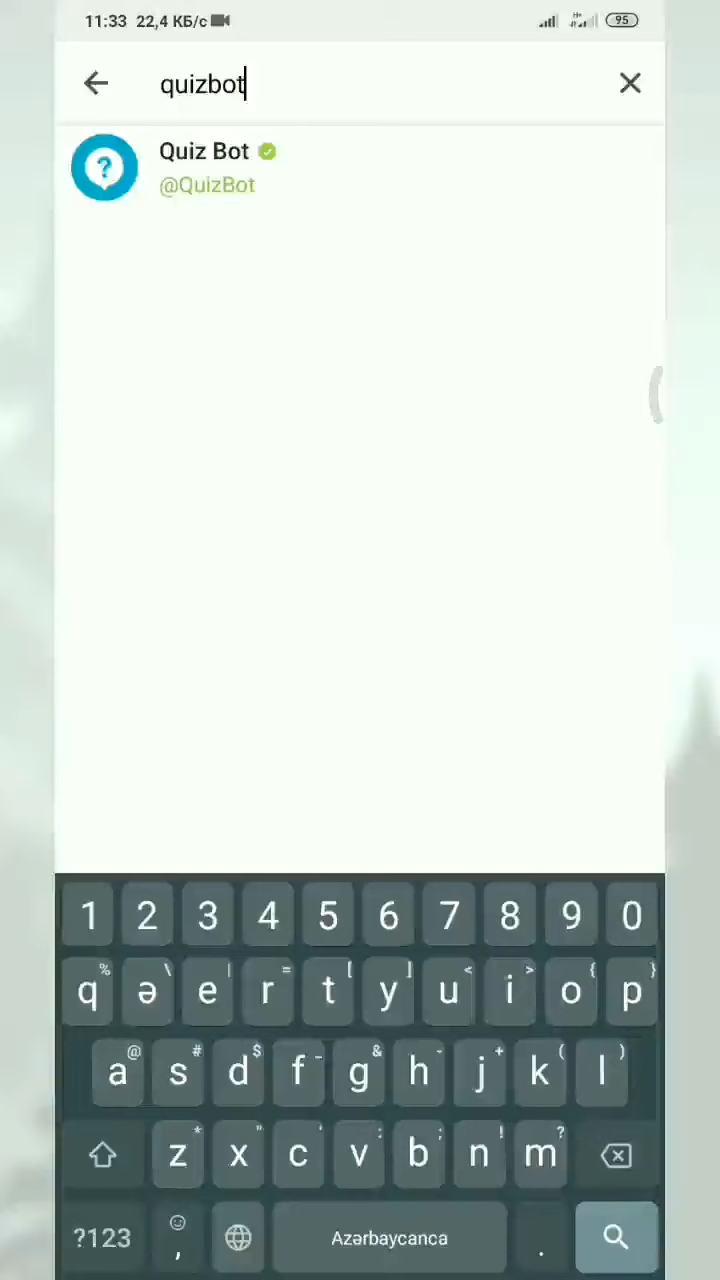 11:33 22,4 КБ/с 95
quizbot
Quiz Bot
@QuizBot
1 2 3 4 5 6 7 8 9 0
% \ | = [ ] < > { }
q ə e r t y u i o p
@ # $ _ & - + ( )
a s d f g h j k l
* " ' : ; ! ?
z x c v b n m
?123 , Azərbaycanca .